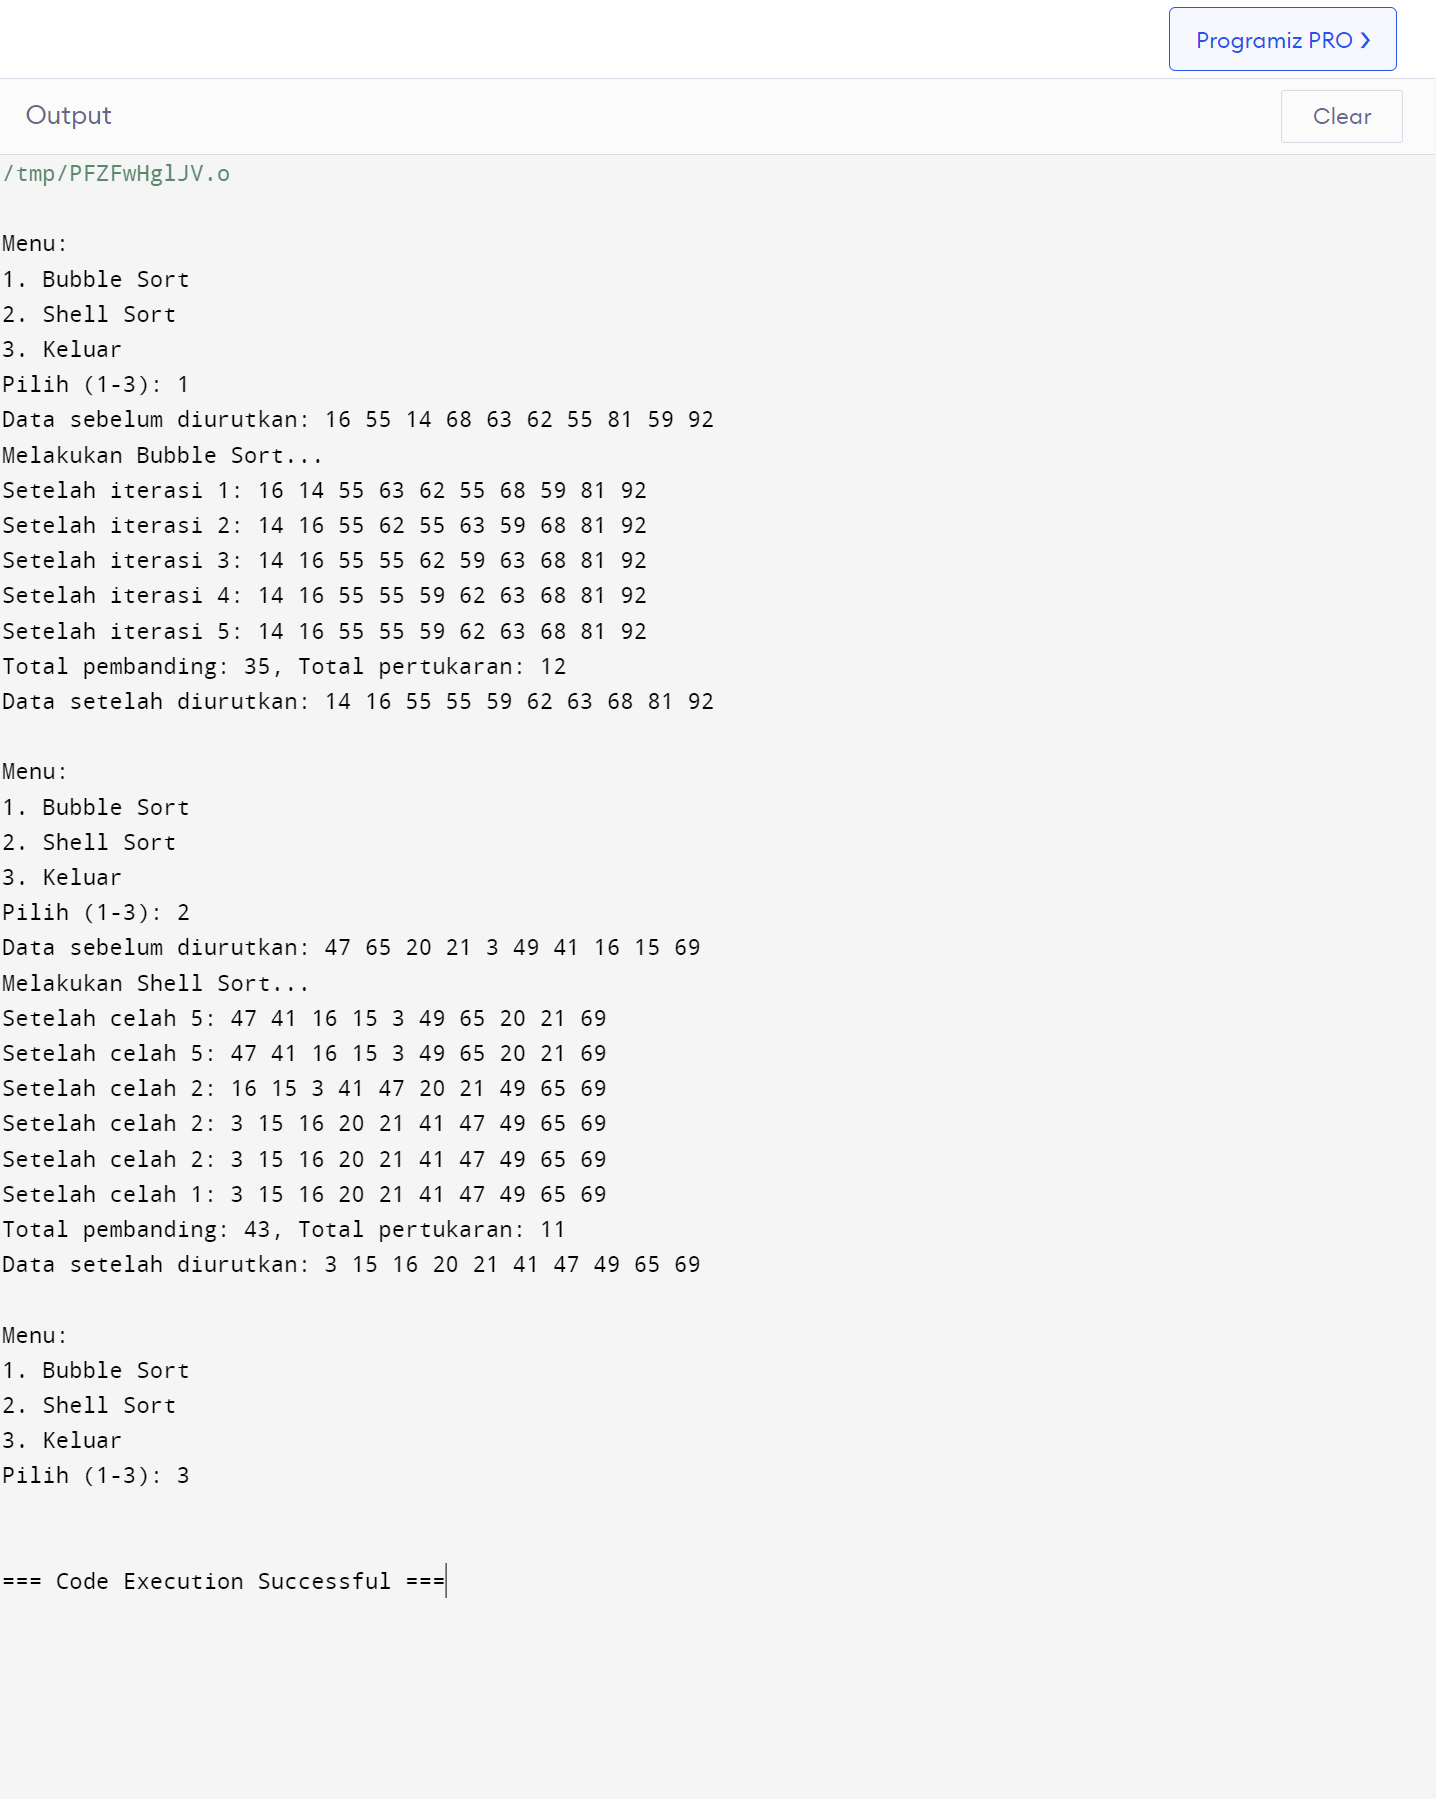 Programiz PRO ❯
Output
Clear
/tmp/PFZFwHglJV.o
Menu:
1. Bubble Sort
2. Shell Sort
3. Keluar
Pilih (1-3): 1
Data sebelum diurutkan: 16 55 14 68 63 62 55 81 59 92
Melakukan Bubble Sort...
Setelah iterasi 1: 16 14 55 63 62 55 68 59 81 92
Setelah iterasi 2: 14 16 55 62 55 63 59 68 81 92
Setelah iterasi 3: 14 16 55 55 62 59 63 68 81 92
Setelah iterasi 4: 14 16 55 55 59 62 63 68 81 92
Setelah iterasi 5: 14 16 55 55 59 62 63 68 81 92
Total pembanding: 35, Total pertukaran: 12
Data setelah diurutkan: 14 16 55 55 59 62 63 68 81 92
Menu:
1. Bubble Sort
2. Shell Sort
3. Keluar
Pilih (1-3): 2
Data sebelum diurutkan: 47 65 20 21 3 49 41 16 15 69
Melakukan Shell Sort...
Setelah celah 5: 47 41 16 15 3 49 65 20 21 69
Setelah celah 5: 47 41 16 15 3 49 65 20 21 69
Setelah celah 2: 16 15 3 41 47 20 21 49 65 69
Setelah celah 2: 3 15 16 20 21 41 47 49 65 69
Setelah celah 2: 3 15 16 20 21 41 47 49 65 69
Setelah celah 1: 3 15 16 20 21 41 47 49 65 69
Total pembanding: 43, Total pertukaran: 11
Data setelah diurutkan: 3 15 16 20 21 41 47 49 65 69
Menu:
1. Bubble Sort
2. Shell Sort
3. Keluar
Pilih (1-3): 3
=== Code Execution Successful ===